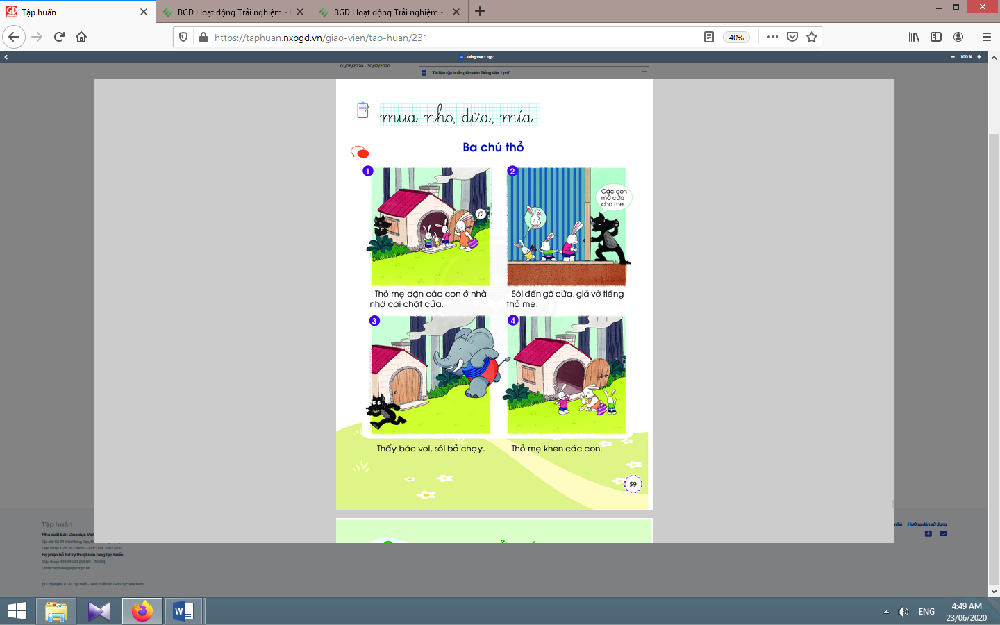 Tập huấn
BGD Hoạt động Trải nghiệm -
BGD Hoạt động Trải nghiệm -
https://taphuan.nxbgd.vn/giao-vien/tap-huan/231
40%
Tiếng Việt 1 Tập 1
100 %
01/06/2020 - 30/12/2020
Tài liệu tập huấn giáo viên Tiếng Việt 1.pdf
mua nho, dừa, mía
Ba chú thỏ
1
2
Các con
mở cửa
cho mẹ.
Thỏ mẹ dặn các con ở nhà
nhớ cài chặt cửa.
Sói đến gõ cửa, giả vờ tiếng
thỏ mẹ.
3
4
Thấy bác voi, sói bỏ chạy.
Thỏ mẹ khen các con.
59
Tập huấn
Nhà xuất bản Giáo dục Việt
Hướng dẫn sử dụng
Bộ phận hỗ trợ kỹ thuật nền tảng tập huấn
© Copyright 2020 Tập huấn - Nhà xuất bản Giáo dục Việt Nam
ENG
4:49 AM
23/06/2020